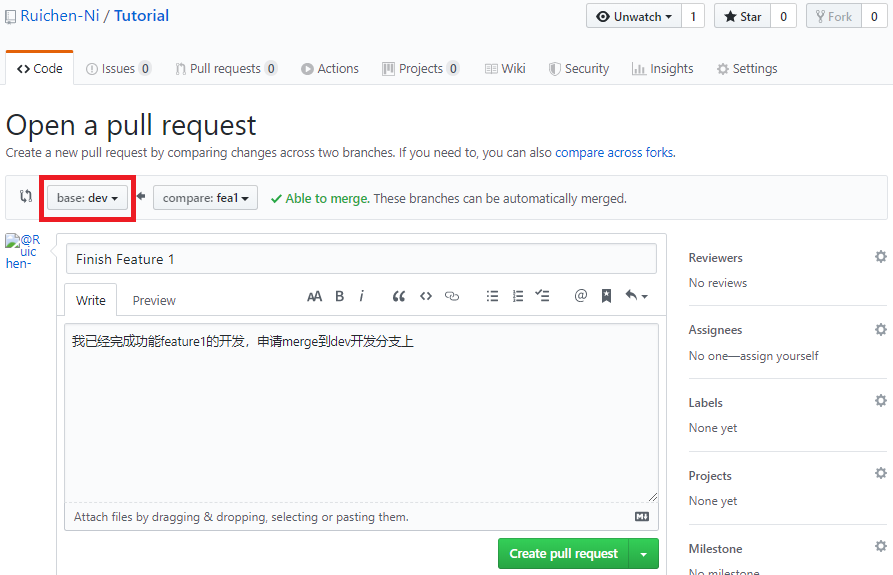 Ruichen-Ni / Tutorial
Unwatch 1 Star 0 Fork 0
Code Issues 0 Pull requests 0 Actions Projects 0 Wiki Security Insights Settings
Open a pull request
Create a new pull request by comparing changes across two branches. If you need to, you can also compare across forks.
base: dev compare: fea1 Able to merge. These branches can be automatically merged.
@R
uic
hen-
Finish Feature 1
Write Preview
AA B i
我已经完成功能feature1的开发，申请merge到dev开发分支上
Attach files by dragging & dropping, selecting or pasting them.
Create pull request
Reviewers
No reviews
Assignees
No one—assign yourself
Labels
None yet
Projects
None yet
Milestone
No milestone